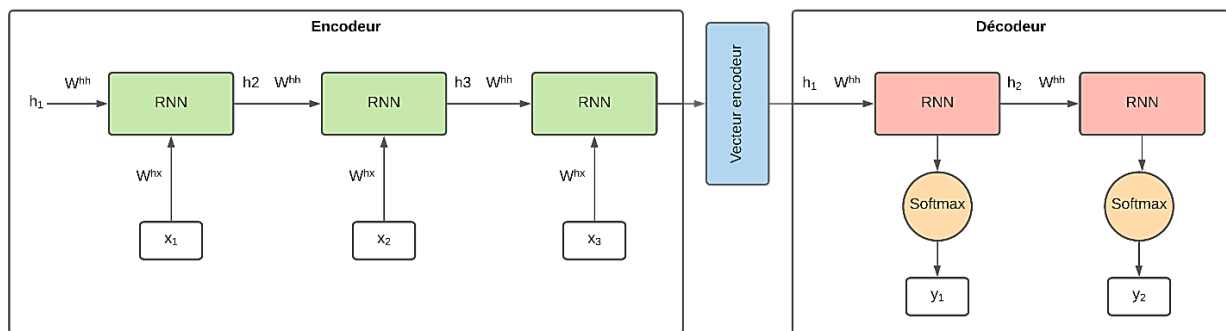 Encodeur
Décodeur
h₁ Wʰʰ RNN h2 Wʰʰ RNN h3 Wʰʰ RNN
Vecteur encodeur
h₁ Wʰʰ RNN h₂ Wʰʰ RNN
Wʰˣ Wʰˣ Wʰˣ
Softmax Softmax
x₁ x₂ x₃
y₁ y₂